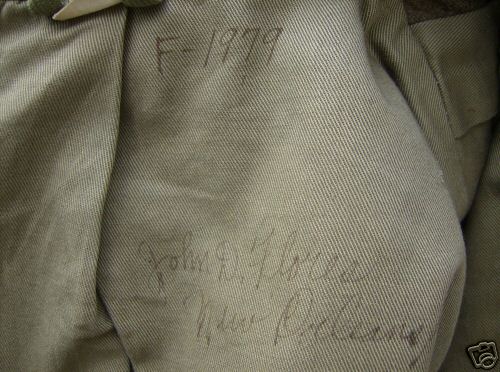 F-1979
John D. Flores
New Orleans